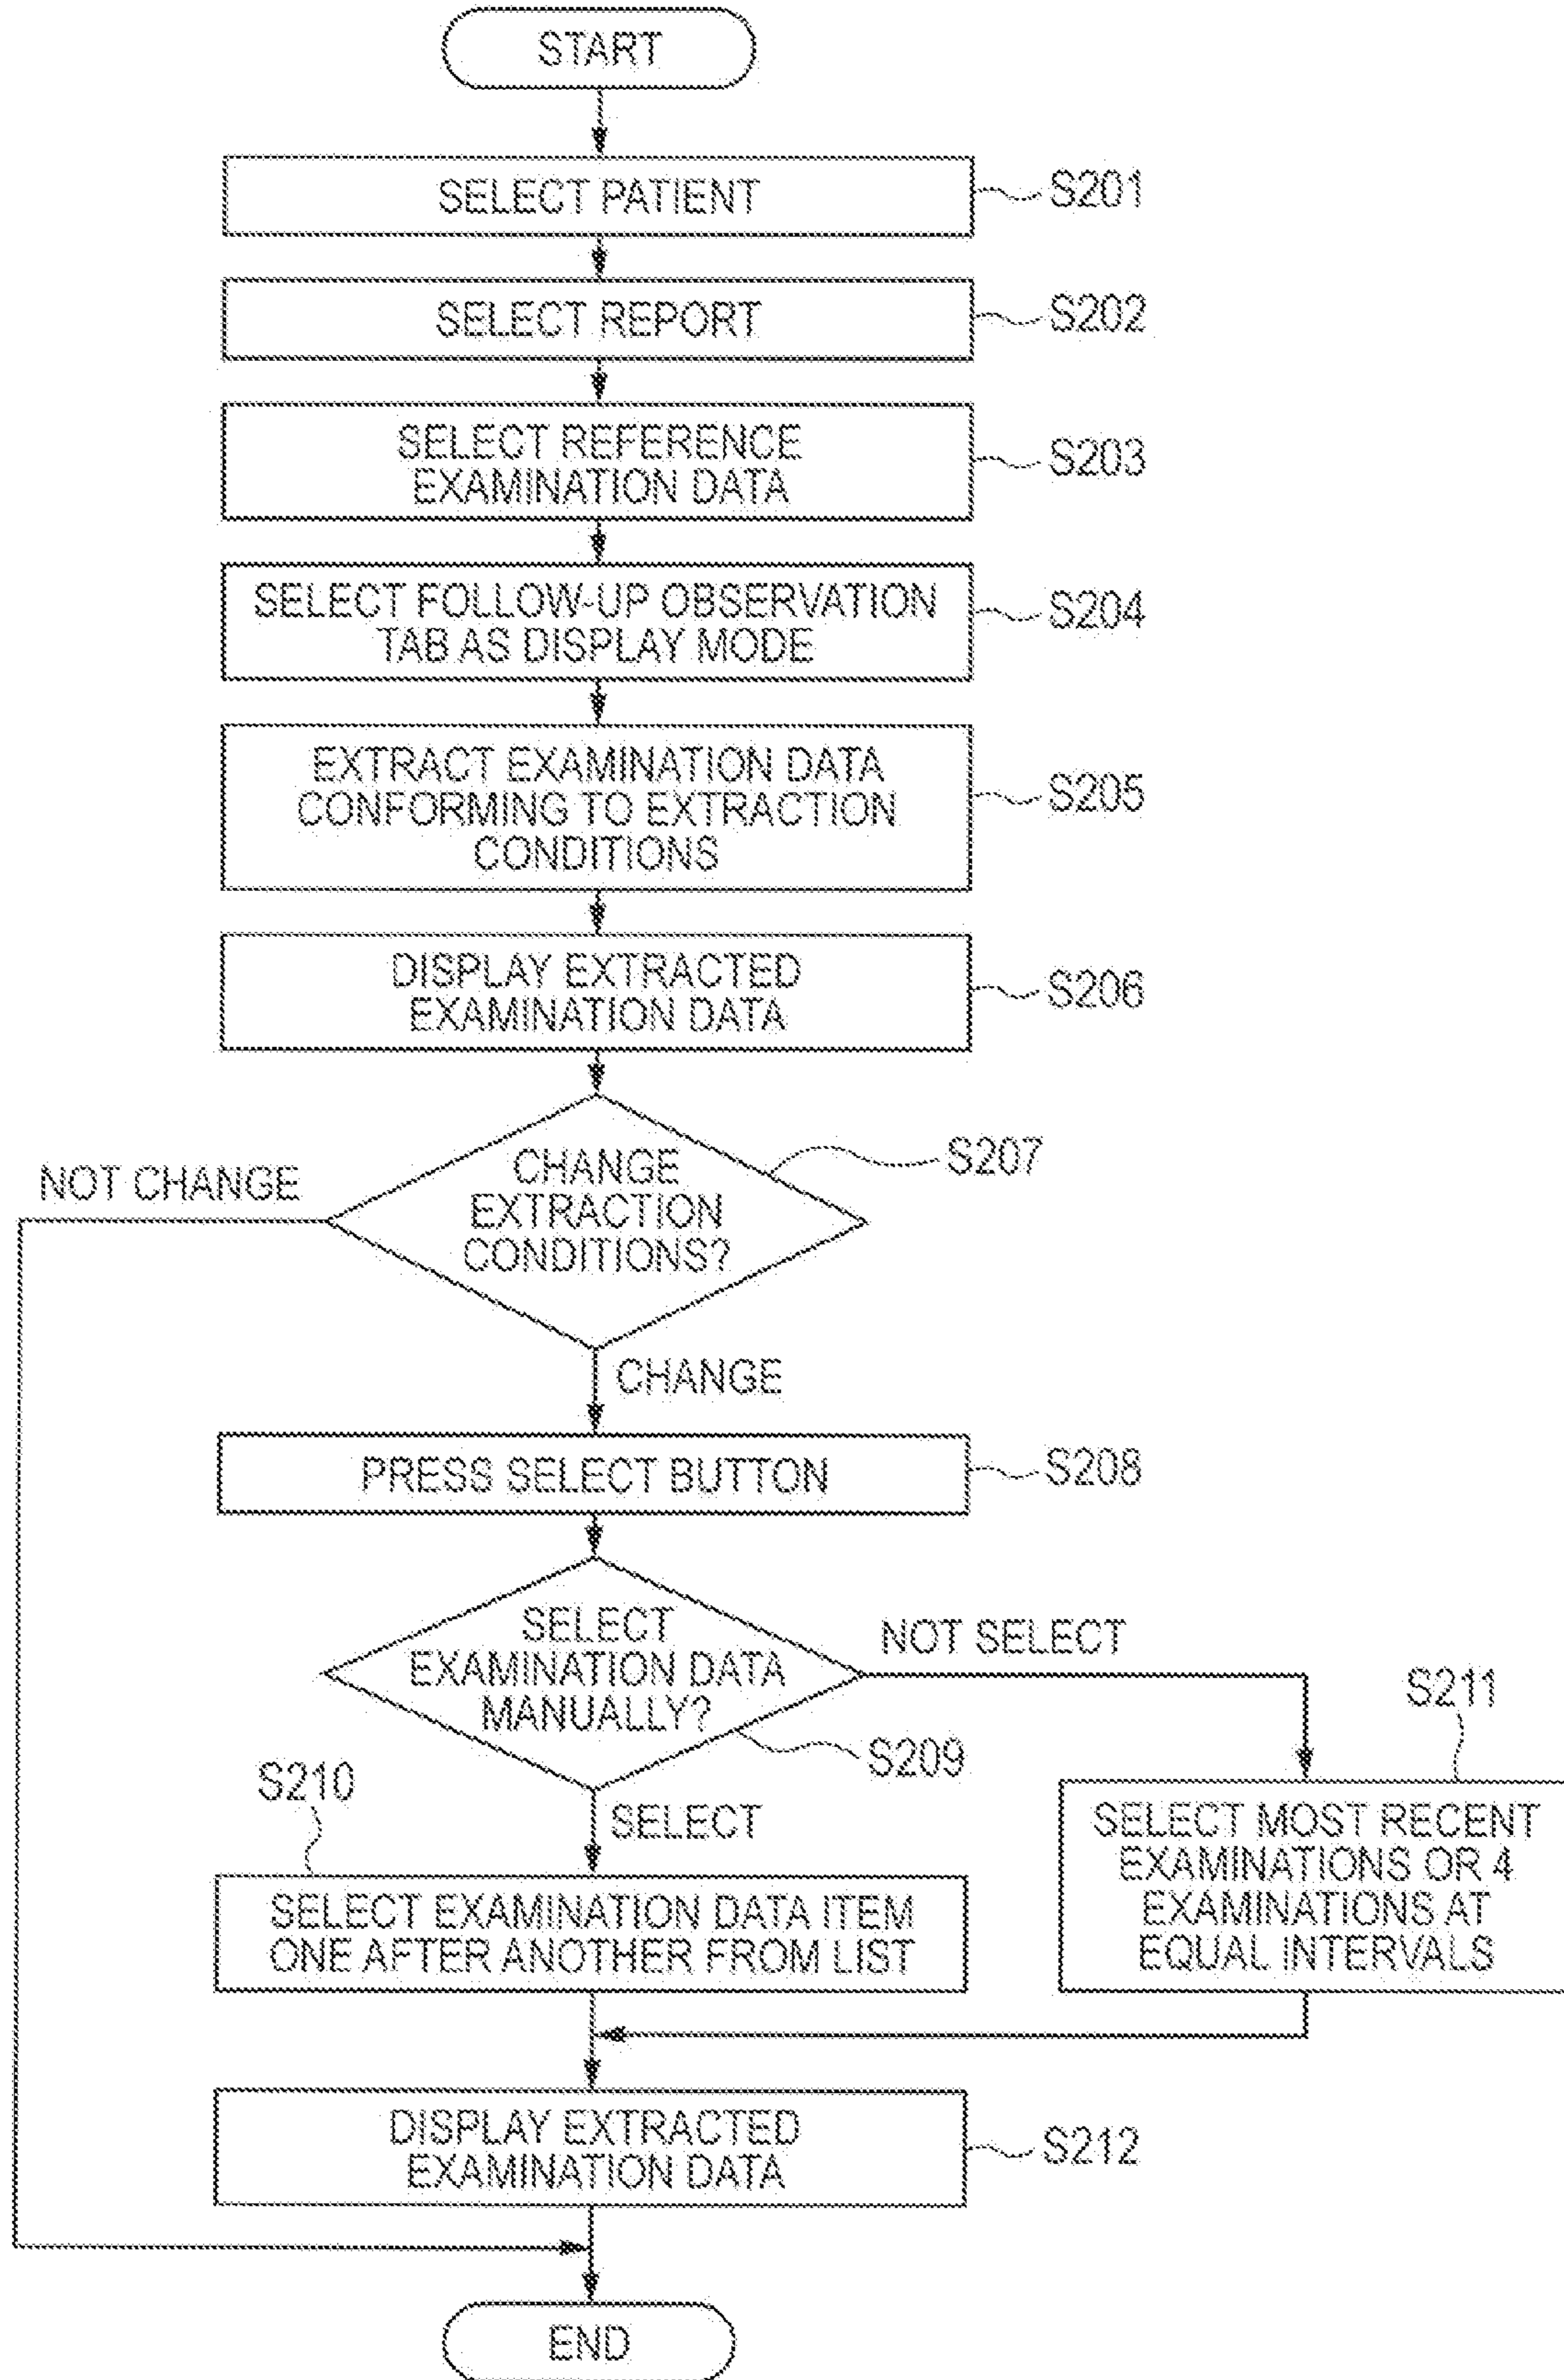 START
SELECT PATIENT
S201
SELECT REPORT
S202
SELECT REFERENCE
EXAMINATION DATA
S203
SELECT FOLLOW-UP OBSERVATION
TAB AS DISPLAY MODE
S204
EXTRACT EXAMINATION DATA
CONFORMING TO EXTRACTION
CONDITIONS
S205
DISPLAY EXTRACTED
EXAMINATION DATA
S206
NOT CHANGE
CHANGE
EXTRACTION
CONDITIONS?
S207
CHANGE
PRESS SELECT BUTTON
S208
SELECT
EXAMINATION DATA
MANUALLY?
S209
NOT SELECT
SELECT
S210
SELECT EXAMINATION DATA ITEM
ONE AFTER ANOTHER FROM LIST
S211
SELECT MOST RECENT
EXAMINATIONS OR 4
EXAMINATIONS AT
EQUAL INTERVALS
DISPLAY EXTRACTED
EXAMINATION DATA
S212
END